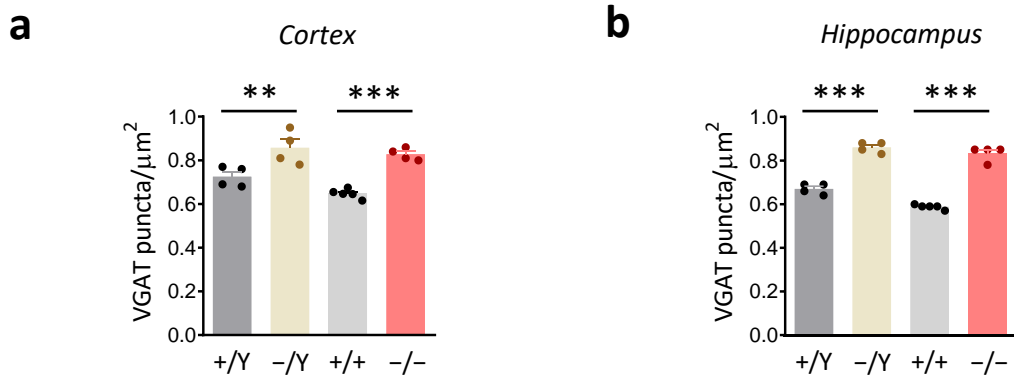 a
Cortex
** ***
VGAT puncta/μm²
1.0
0.8
0.6
0.4
0.2
0.0
+/Y −/Y +/+ −/−
b
Hippocampus
*** ***
VGAT puncta/μm²
1.0
0.8
0.6
0.4
0.2
0.0
+/Y −/Y +/+ −/−